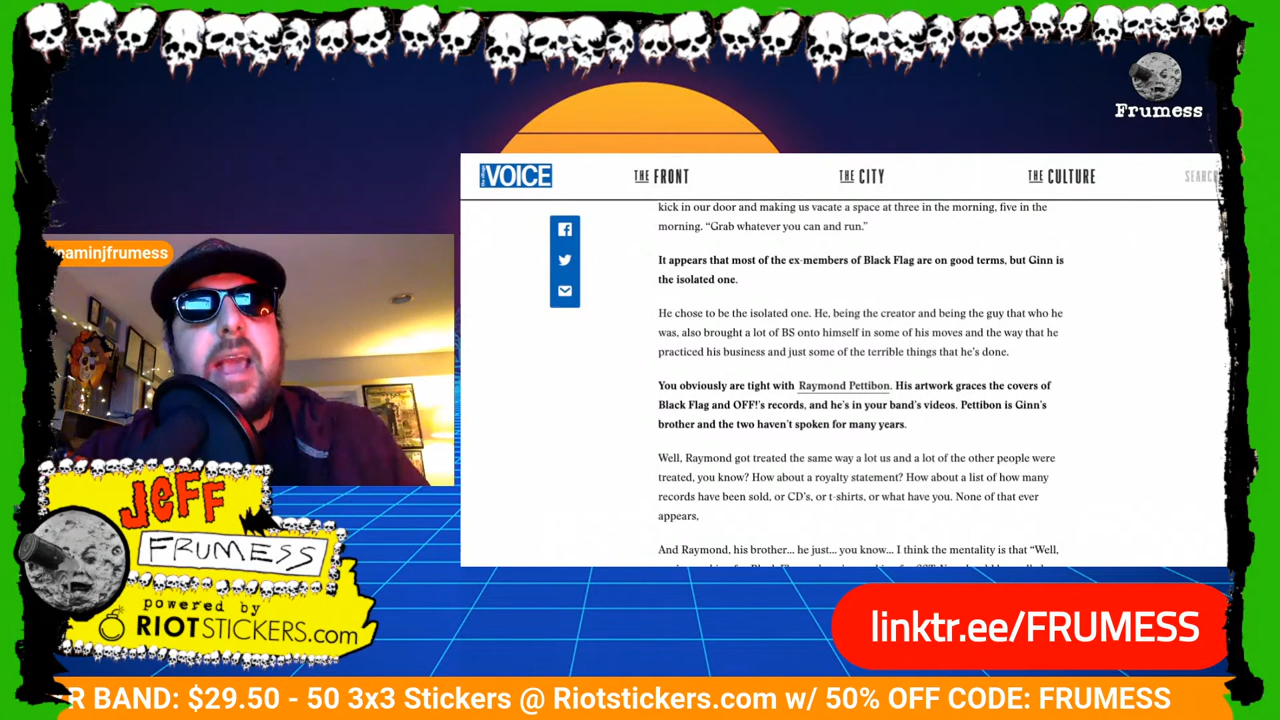 Frumess
the village VOICE
THE FRONT
THE CITY
THE CULTURE
SEARC
kick in our door and making us vacate a space at three in the morning, five in the
morning. “Grab whatever you can and run.”
It appears that most of the ex-members of Black Flag are on good terms, but Ginn is
the isolated one.
He chose to be the isolated one. He, being the creator and being the guy that who he
was, also brought a lot of BS onto himself in some of his moves and the way that he
practiced his business and just some of the terrible things that he’s done.
You obviously are tight with Raymond Pettibon. His artwork graces the covers of
Black Flag and OFF!’s records, and he’s in your band’s videos. Pettibon is Ginn’s
brother and the two haven’t spoken for many years.
Well, Raymond got treated the same way a lot us and a lot of the other people were
treated, you know? How about a royalty statement? How about a list of how many
records have been sold, or CD’s, or t-shirts, or what have you. None of that ever
appears,
And Raymond, his brother... he just... you know... I think the mentality is that “Well,
eaminjfrumess
JEFF
FRUMESS
powered by
RIOTSTICKERS.com
linktr.ee/FRUMESS
R BAND: $29.50 - 50 3x3 Stickers @ Riotstickers.com w/ 50% OFF CODE: FRUMESS